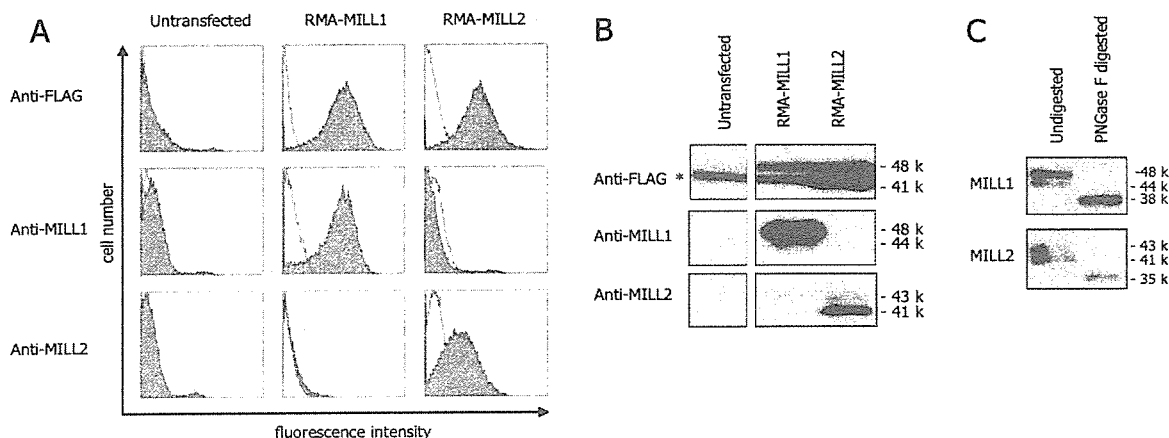 A
Untransfected
RMA-MILL1
RMA-MILL2
Anti-FLAG
Anti-MILL1
Anti-MILL2
cell number
fluorescence intensity
B
Untransfected
RMA-MILL1
RMA-MILL2
Anti-FLAG *
- 48 k
- 41 k
Anti-MILL1
- 48 k
- 44 k
Anti-MILL2
- 43 k
- 41 k
C
Undigested
PNGase F digested
MILL1
-48 k
- 44 k
- 38 k
MILL2
- 43 k
- 41 k
- 35 k